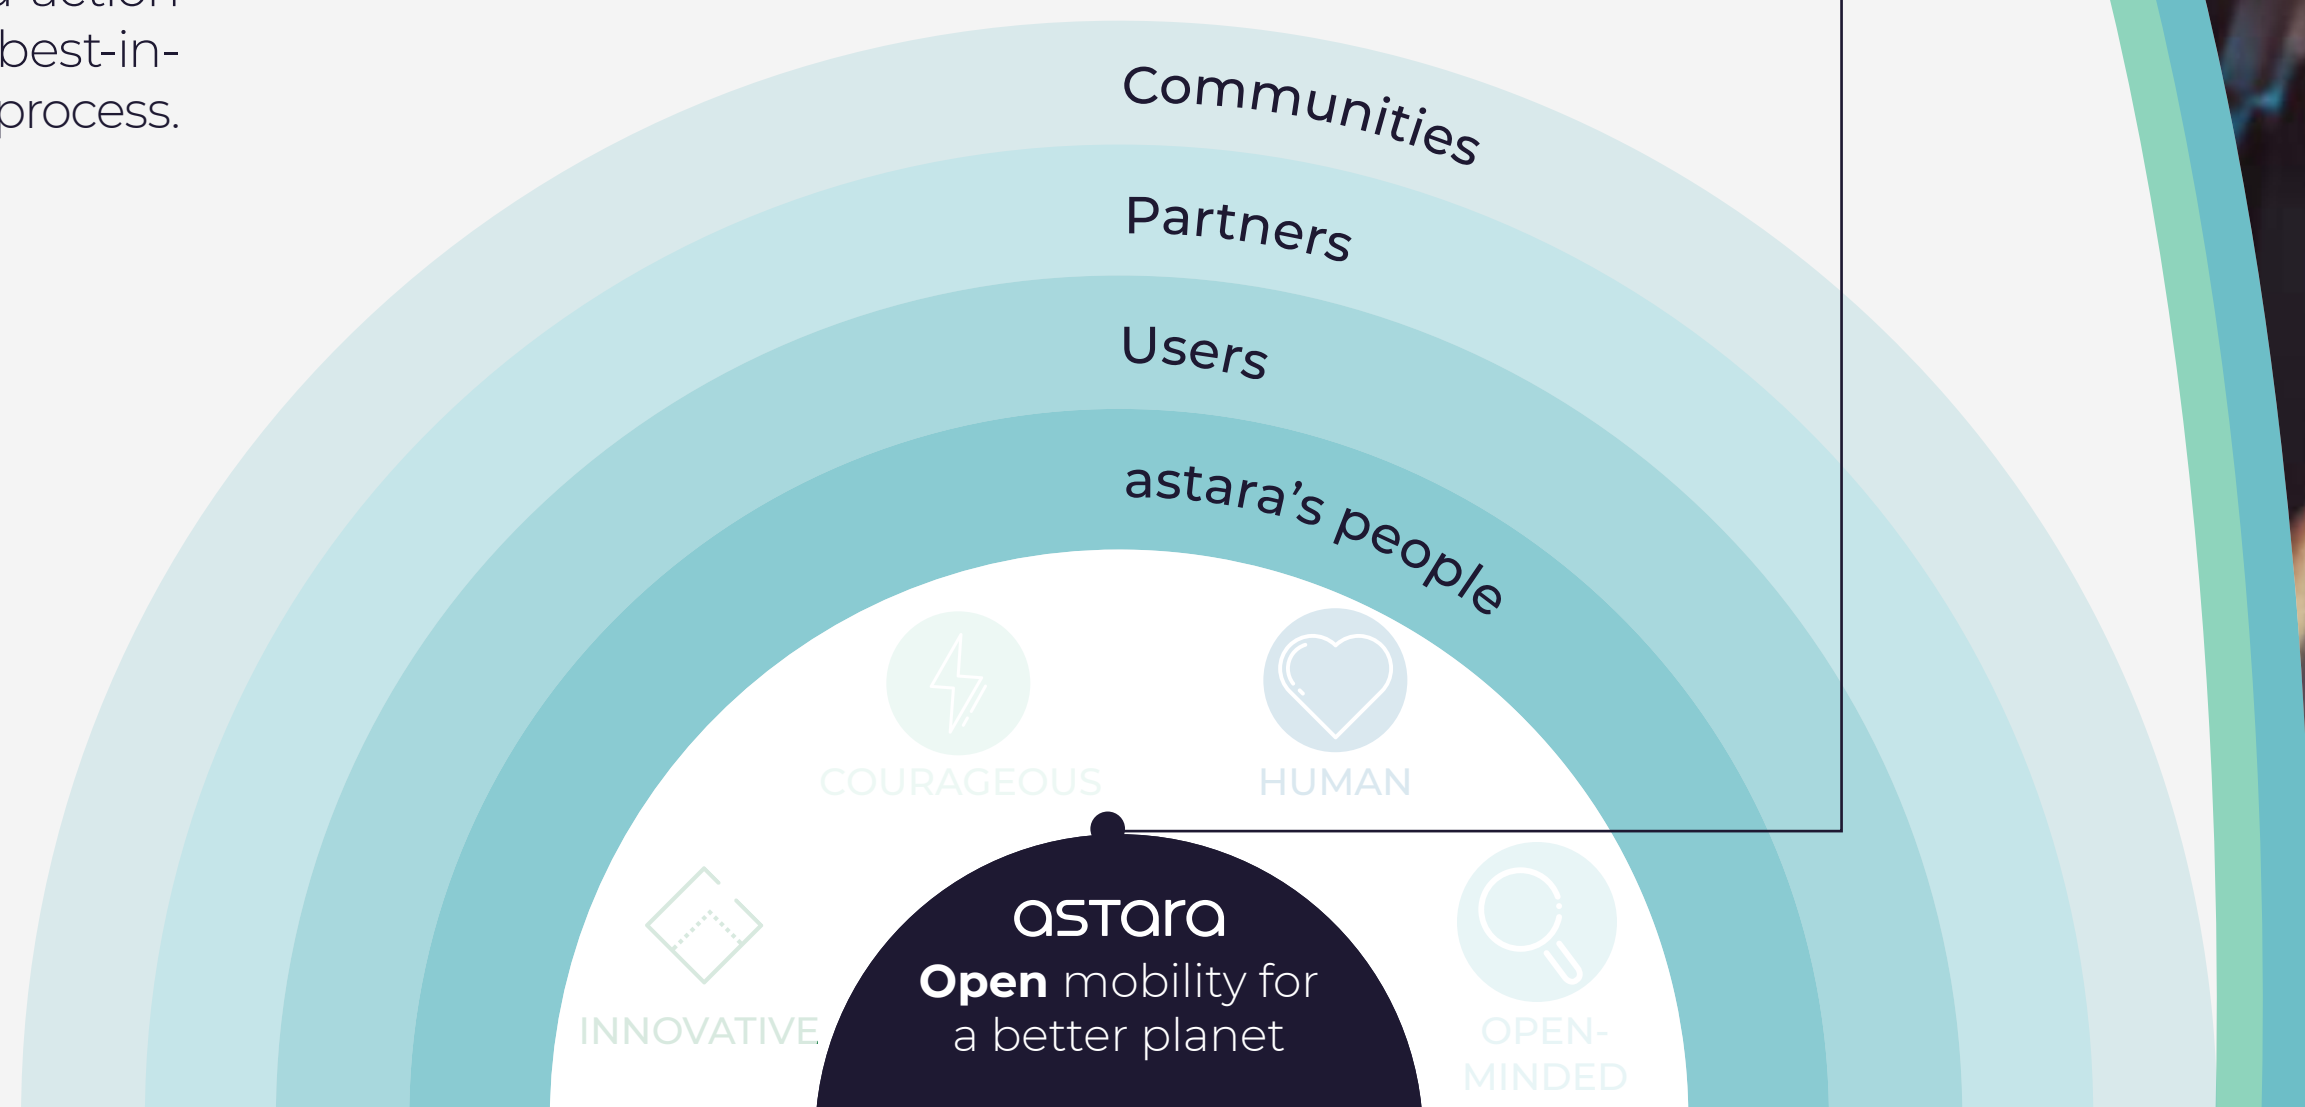 best-in-
process.
Communities
Partners
Users
astara's people
COURAGEOUS
HUMAN
astara
Open mobility for
a better planet
INNOVATIVE
OPEN-
MINDED